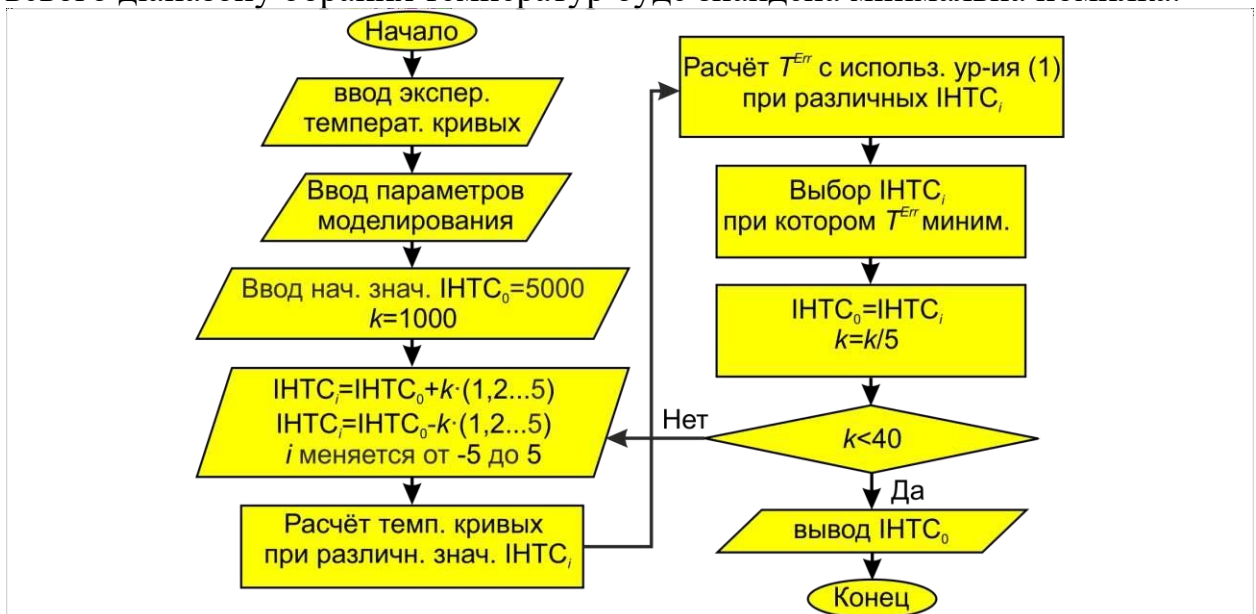 Начало
ввод экспер.
температ. кривых
Ввод параметров
моделирования
Ввод нач. знач. IHTC₀=5000
k=1000
IHTCᵢ=IHTC₀+k·(1,2...5)
IHTCᵢ=IHTC₀-k·(1,2...5)
i меняется от -5 до 5
Расчёт темп. кривых
при различн. знач. IHTCᵢ
Расчёт Tᴱʳʳ с использ. ур-ия (1)
при различных IHTCᵢ
Выбор IHTCᵢ
при котором Tᴱʳʳ миним.
IHTC₀=IHTCᵢ
k=k/5
Нет
k<40
Да
вывод IHTC₀
Конец